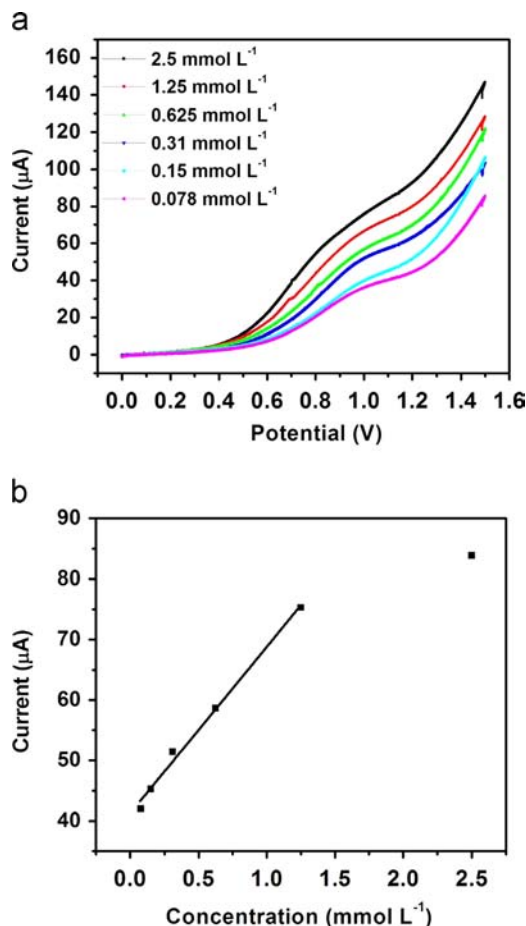 a
160
140
120
100
80
60
40
20
0
Current (μA)
2.5 mmol L⁻¹
1.25 mmol L⁻¹
0.625 mmol L⁻¹
0.31 mmol L⁻¹
0.15 mmol L⁻¹
0.078 mmol L⁻¹
0.0 0.2 0.4 0.6 0.8 1.0 1.2 1.4 1.6
Potential (V)
b
90
80
70
60
50
40
Current (μA)
0.0 0.5 1.0 1.5 2.0 2.5
Concentration (mmol L⁻¹)